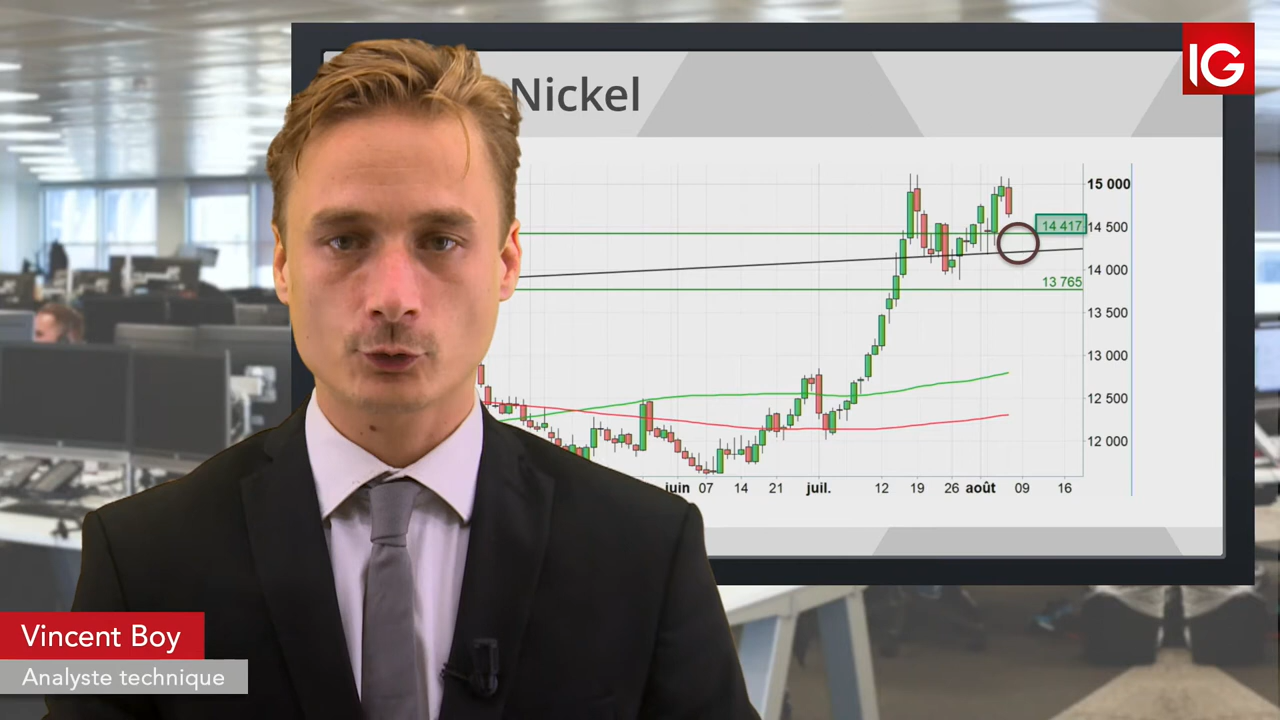 IG
Nickel
15 000
14 417
14 500
14 000
13 765
13 500
13 000
12 500
12 000
juin 07 14 21 juil. 12 19 26 août 09 16
Vincent Boy
Analyste technique